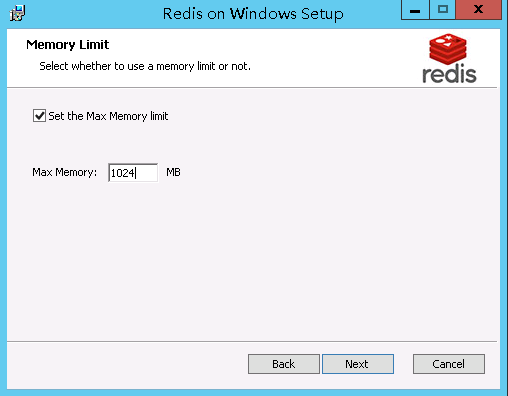 Redis on Windows Setup
Memory Limit
Select whether to use a memory limit or not.
redis
Set the Max Memory limit
Max Memory: 1024 MB
Back Next Cancel